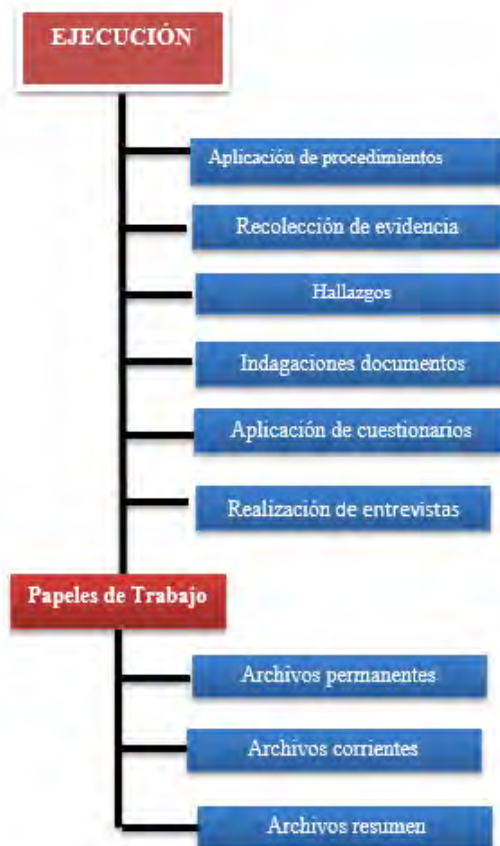 EJECUCIÓN
Aplicación de procedimientos
Recolección de evidencia
Hallazgos
Indagaciones documentos
Aplicación de cuestionarios
Realización de entrevistas
Papeles de Trabajo
Archivos permanentes
Archivos corrientes
Archivos resumen